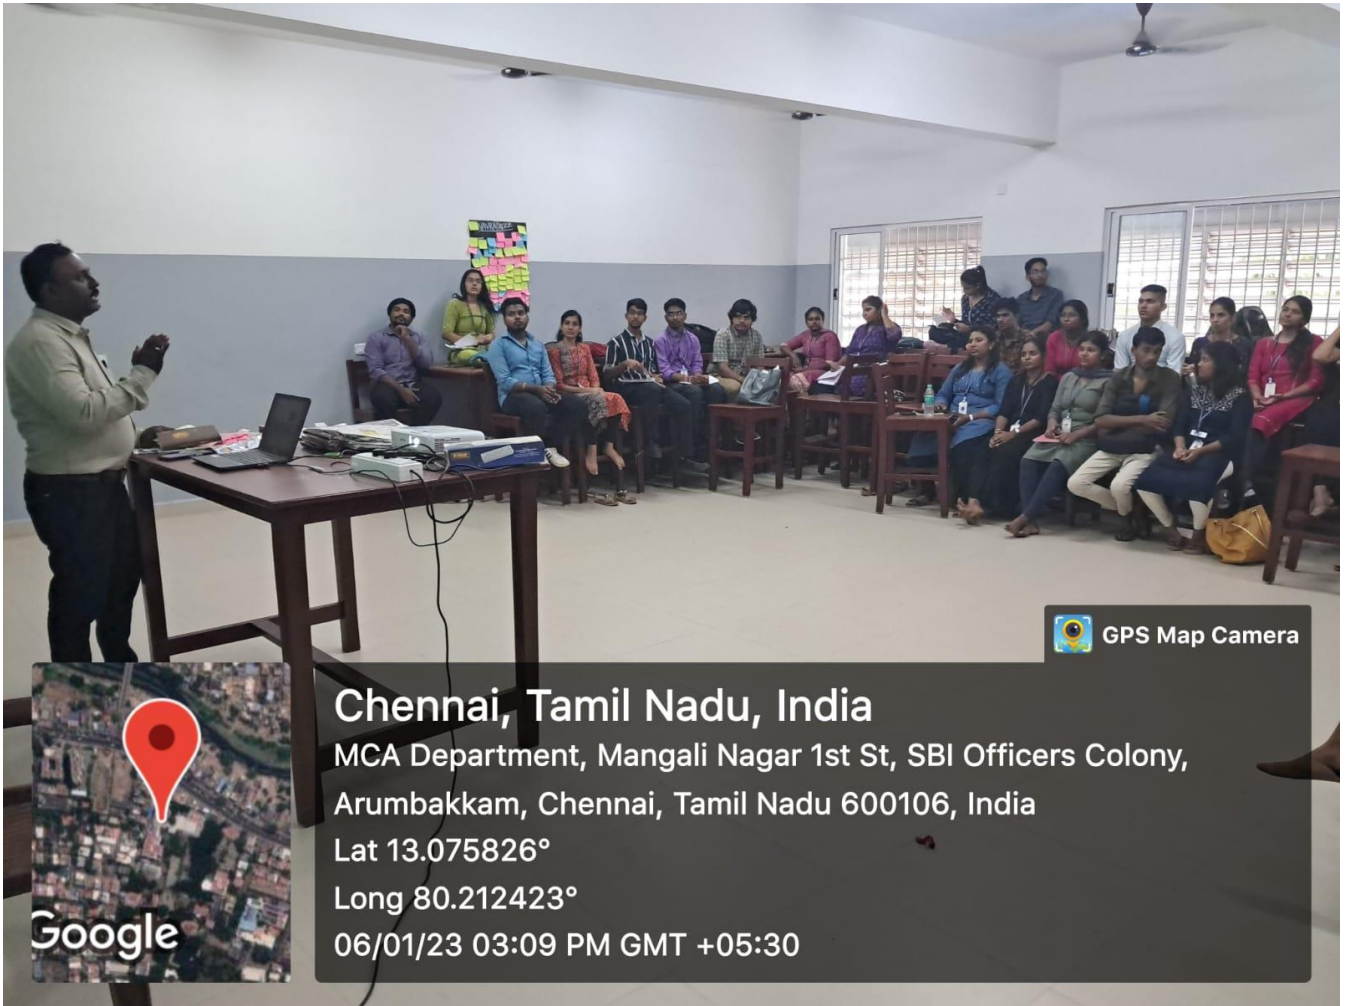 GPS Map Camera
Chennai, Tamil Nadu, India
MCA Department, Mangali Nagar 1st St, SBI Officers Colony,
Arumbakkam, Chennai, Tamil Nadu 600106, India
Lat 13.075826°
Long 80.212423°
06/01/23 03:09 PM GMT +05:30
Google